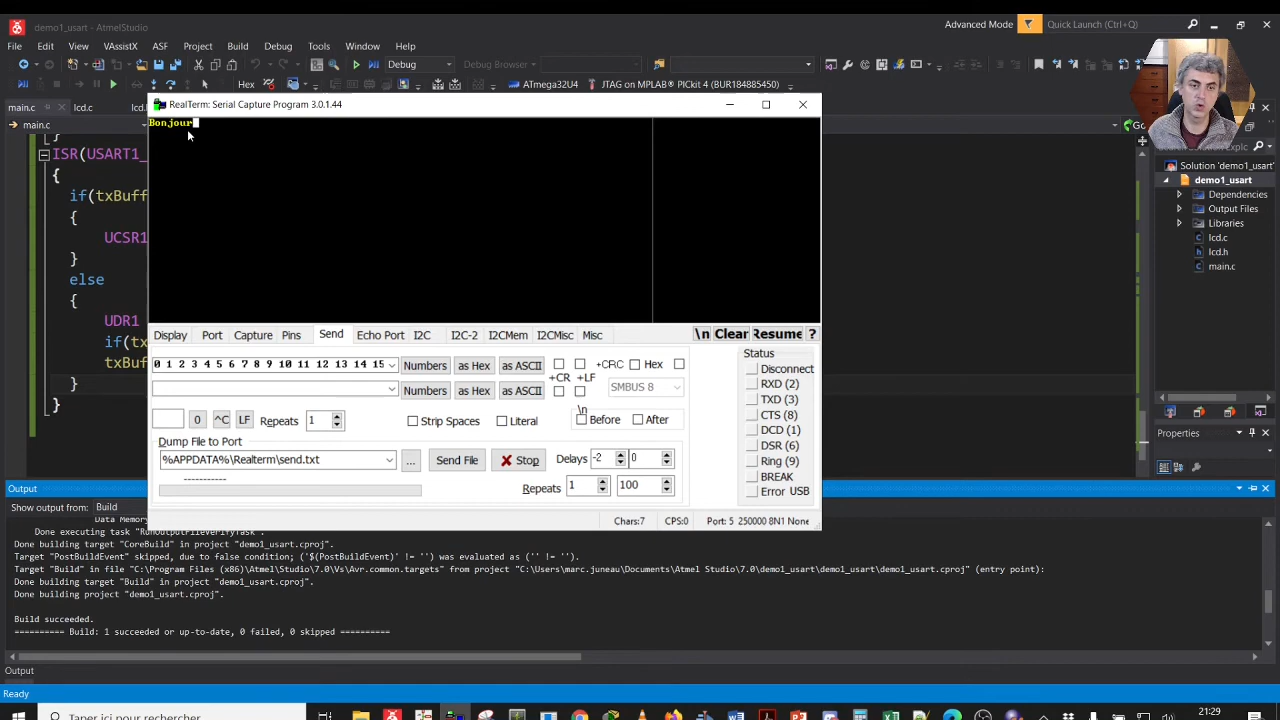 demo1_usart - AtmelStudio
Advanced Mode
Quick Launch (Ctrl+Q)
File Edit View VAssistX ASF Project Build Debug Tools Window Help
Debug
Debug Browser
Hex
ATmega32U4
JTAG on MPLAB® PICkit 4 (BUR184885450)
main.c
lcd.c
main.c
Go
}
ISR(USART1_
{
if(txBuff
{
UCSR1
}
else
{
UDR1
if(t
txBuff
}
}
RealTerm: Serial Capture Program 3.0.1.44
Bonjour
Display Port Capture Pins Send Echo Port I2C I2C-2 I2CMem I2CMisc Misc
\n Clear Resume ?
0 1 2 3 4 5 6 7 8 9 10 11 12 13 14 15
Numbers as Hex as ASCII
+CRC Hex
+CR +LF
SMBUS 8
Numbers as Hex as ASCII
0 ^C LF Repeats 1
Strip Spaces
Literal
\n
Before
After
Dump File to Port
%APPDATA%\Realterm\send.txt
...
Send File
Stop
Delays -2 0
-----------
Repeats 1 100
Status
Disconnect
RXD (2)
TXD (3)
CTS (8)
DCD (1)
DSR (6)
Ring (9)
BREAK
Error USB
Chars:7 CPS:0 Port: 5 250000 8N1 None
Solution 'demo1_usart'
demo1_usart
Dependencies
Output Files
Libraries
lcd.c
lcd.h
main.c
Properties
Output
Show output from: Build
Data Memory
Done executing task "RunOutputFileVerifyTask".
Done building target "CoreBuild" in project "demo1_usart.cproj".
Target "PostBuildEvent" skipped, due to false condition; ('$(PostBuildEvent)' != '') was evaluated as ('' != '').
Target "Build" in file "C:\Program Files (x86)\Atmel\Studio\7.0\Vs\Avr.common.targets" from project "C:\Users\marc.juneau\Documents\Atmel Studio\7.0\demo1_usart\demo1_usart\demo1_usart.cproj" (entry point):
Done building target "Build" in project "demo1_usart.cproj".
Done building project "demo1_usart.cproj".
Build succeeded.
========== Build: 1 succeeded or up-to-date, 0 failed, 0 skipped ==========
Output
Ready
Taper ici pour rechercher
21:29